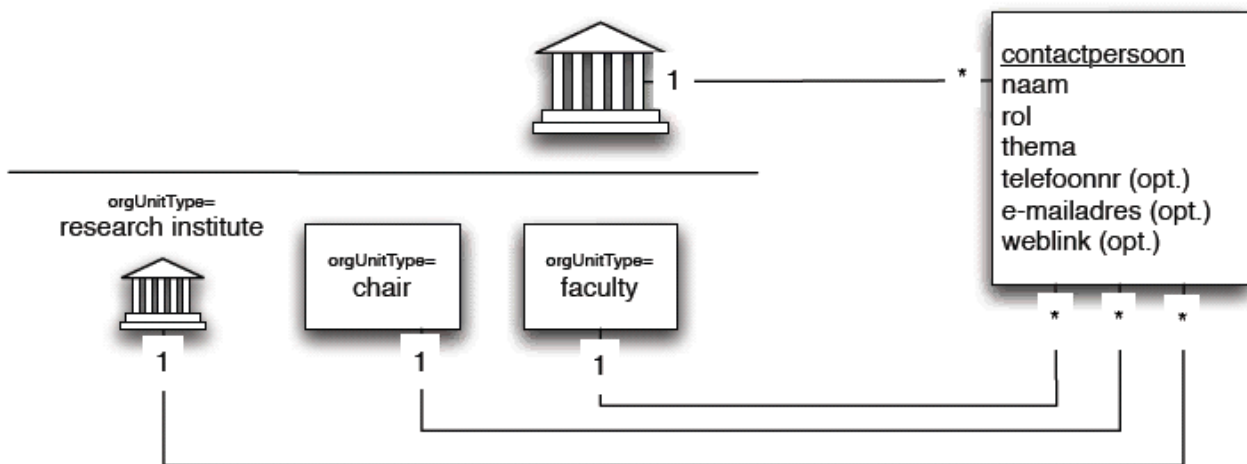 1
*
contactpersoon
naam
rol
thema
telefoonnr (opt.)
e-mailadres (opt.)
weblink (opt.)
orgUnitType=
research institute
orgUnitType=
chair
orgUnitType=
faculty
*
*
*
1
1
1